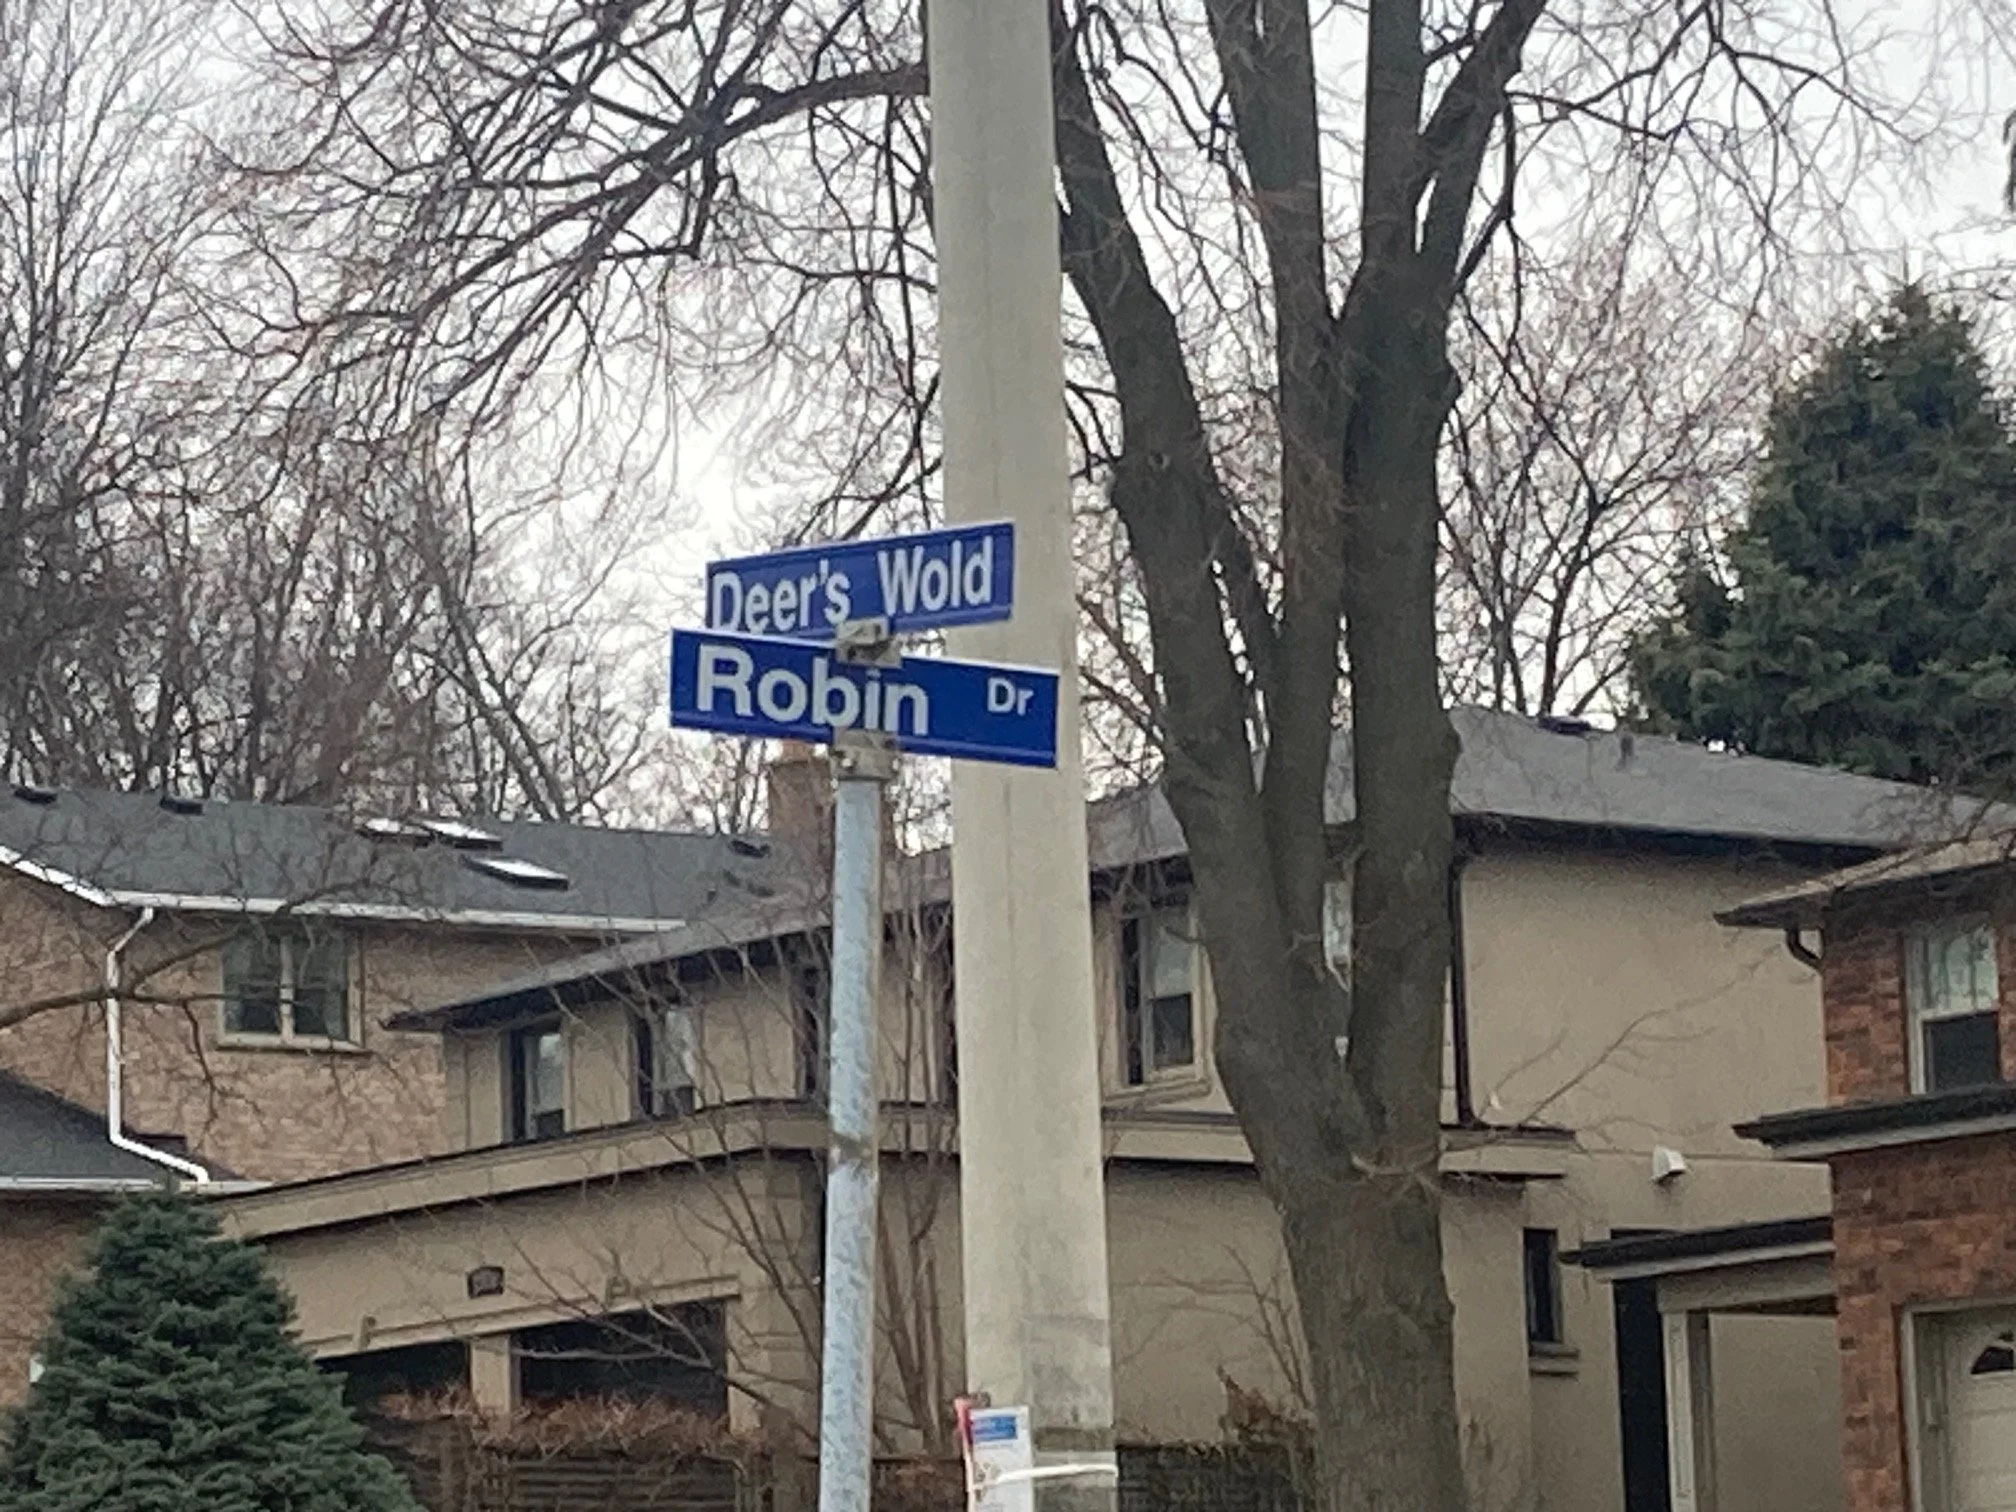 Deer's Wold
Robin Dr